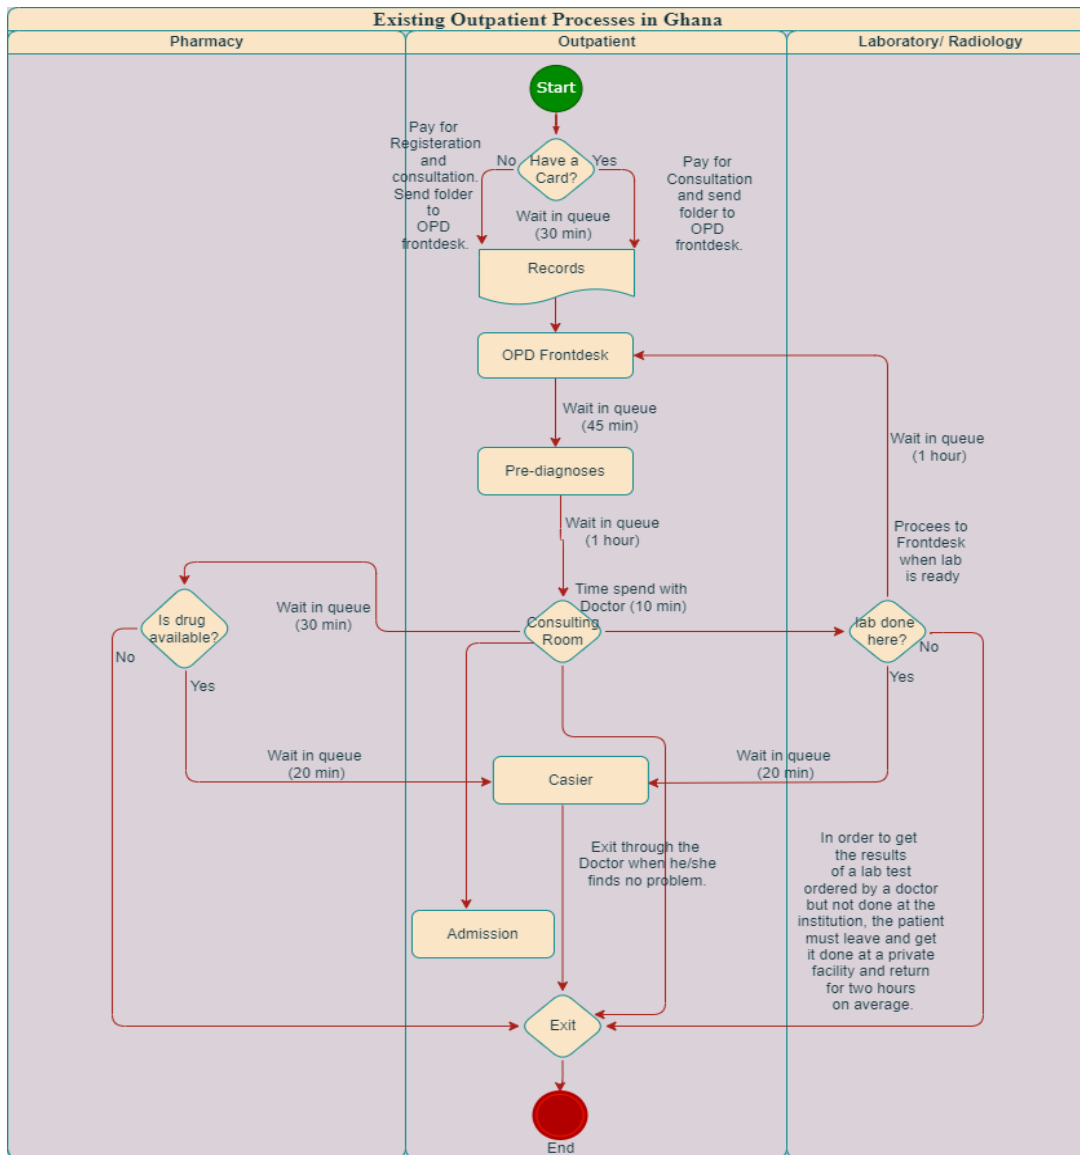 Existing Outpatient Processes in Ghana
Pharmacy
Outpatient
Laboratory/ Radiology
Start
Pay for
Registeration
and
consultation.
Send folder
to
OPD
frontdesk.
No
Have a
Card?
Yes
Pay for
Consultation
and send
folder to
OPD
frontdesk.
Wait in queue
(30 min)
Records
OPD Frontdesk
Wait in queue
(45 min)
Wait in queue
(1 hour)
Pre-diagnoses
Wait in queue
(1 hour)
Procees to
Frontdesk
when lab
is ready
Time spend with
Doctor (10 min)
Is drug
available?
Wait in queue
(30 min)
Consulting
Room
lab done
here?
No
No
Yes
Yes
Wait in queue
(20 min)
Casier
Wait in queue
(20 min)
Exit through the
Doctor when he/she
finds no problem.
In order to get
the results
of a lab test
ordered by a doctor
but not done at the
institution, the patient
must leave and get
it done at a private
facility and return
for two hours
on average.
Admission
Exit
End